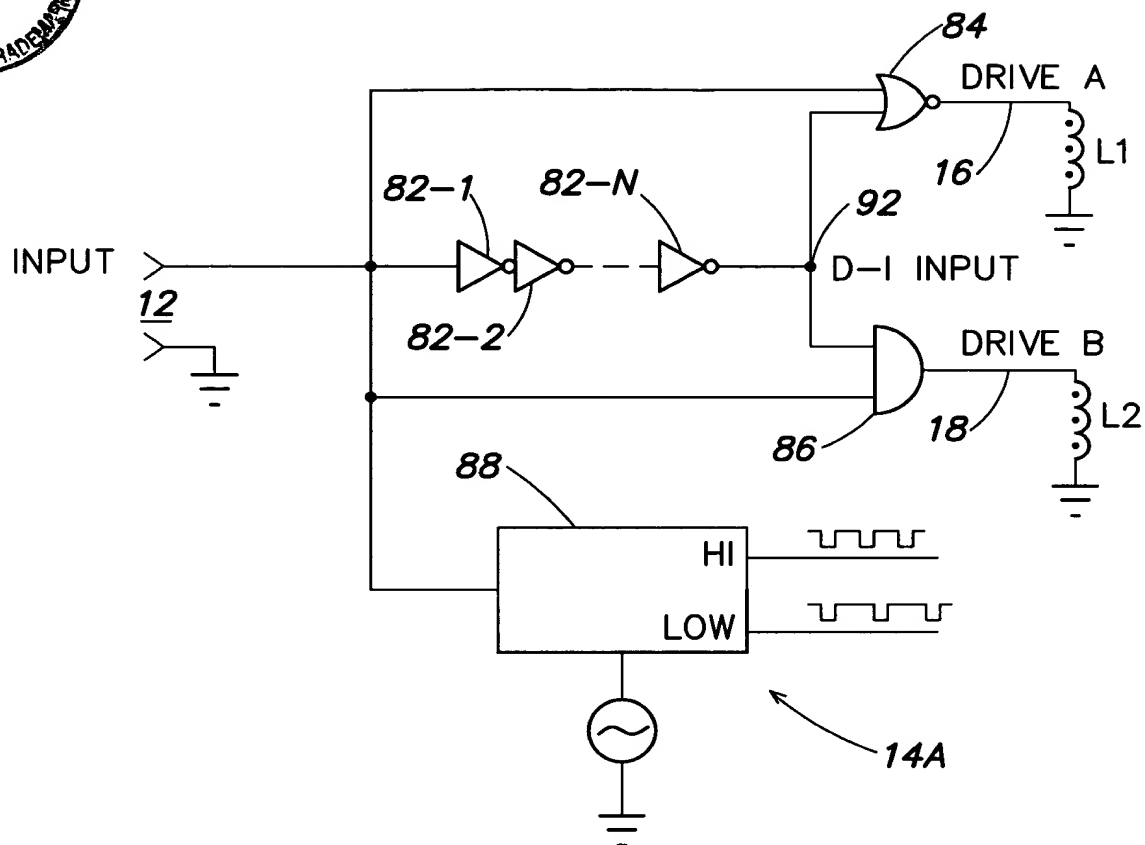 84
DRIVE A
16
L1
82-1
82-N
92
INPUT
D-I INPUT
12
82-2
DRIVE B
18
L2
86
88
HI
LOW
14A